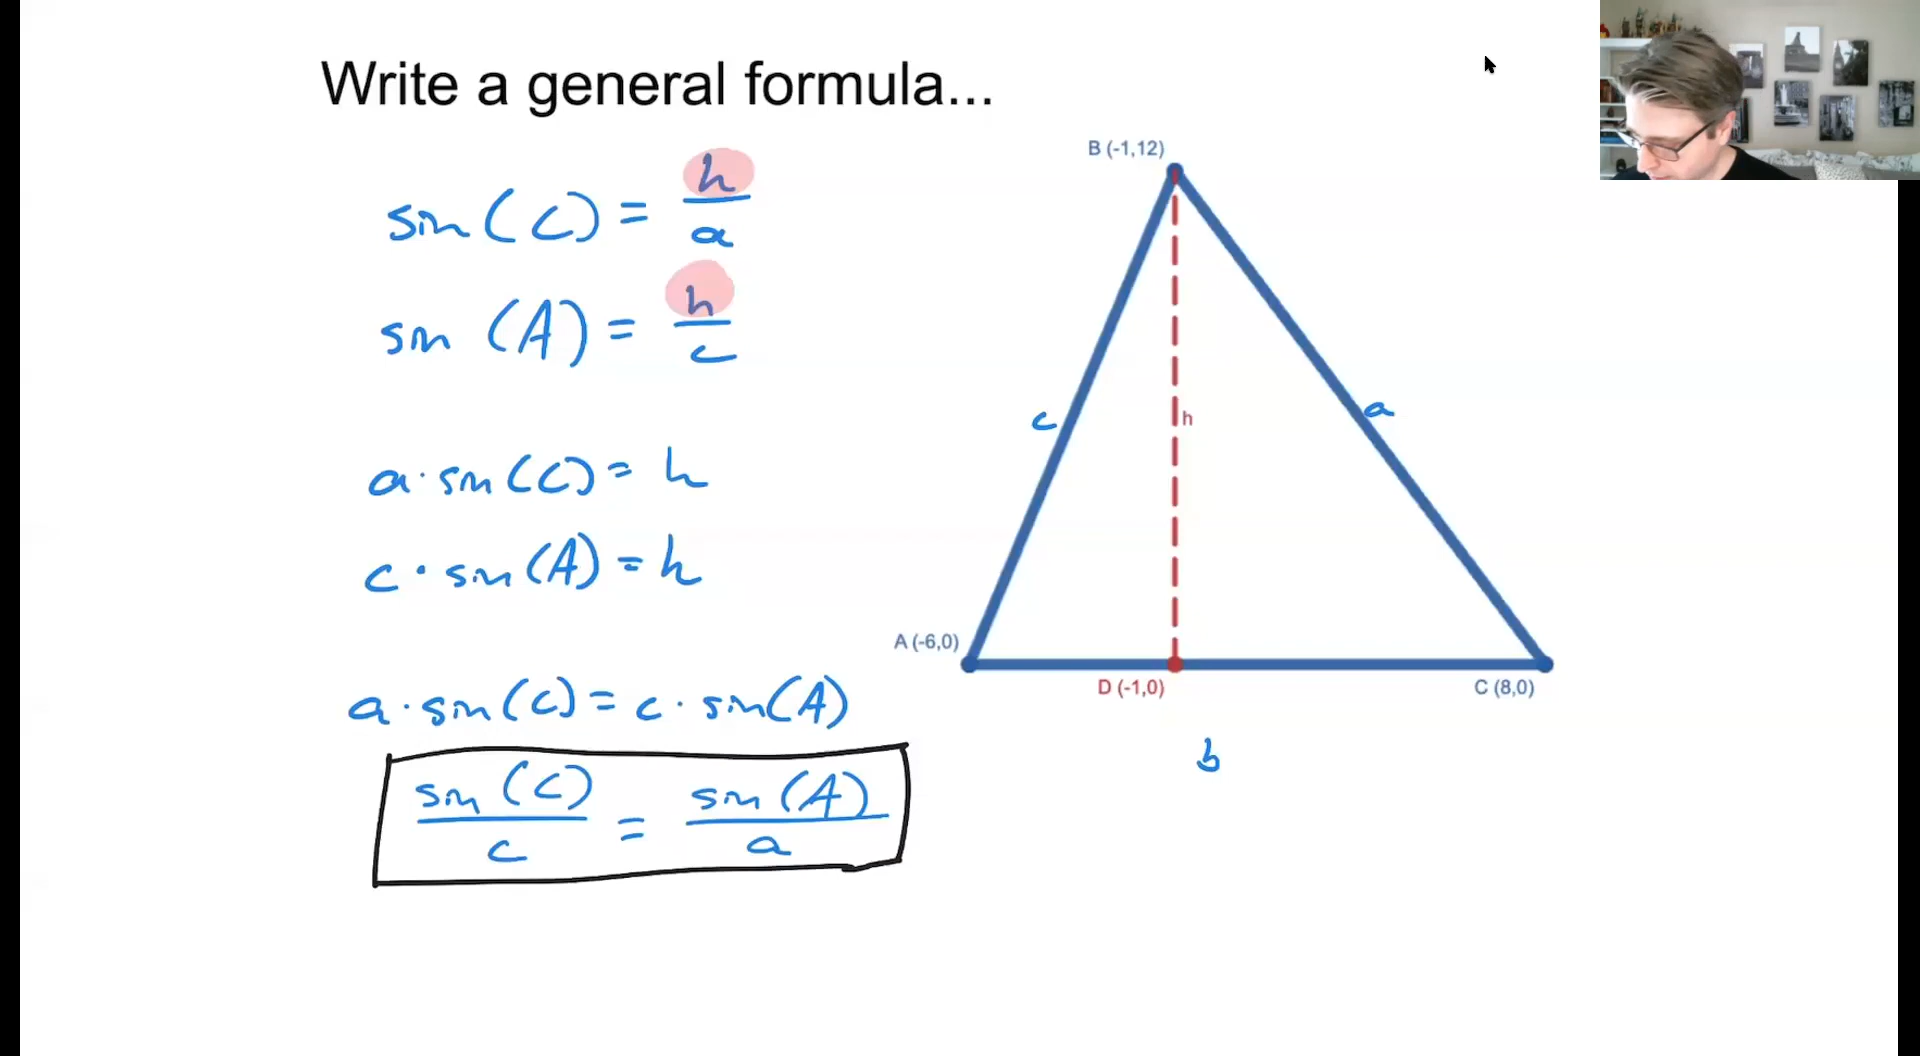 Write a general formula...
sin(C) = h/a
sin (A) = h/c
a · sin(C) = h
c · sin(A) = h
a · sin(C) = c · sin(A)
sin(C)/c = sin(A)/a
B (-1,12)
c
h
a
A (-6,0)
D (-1,0)
C (8,0)
b